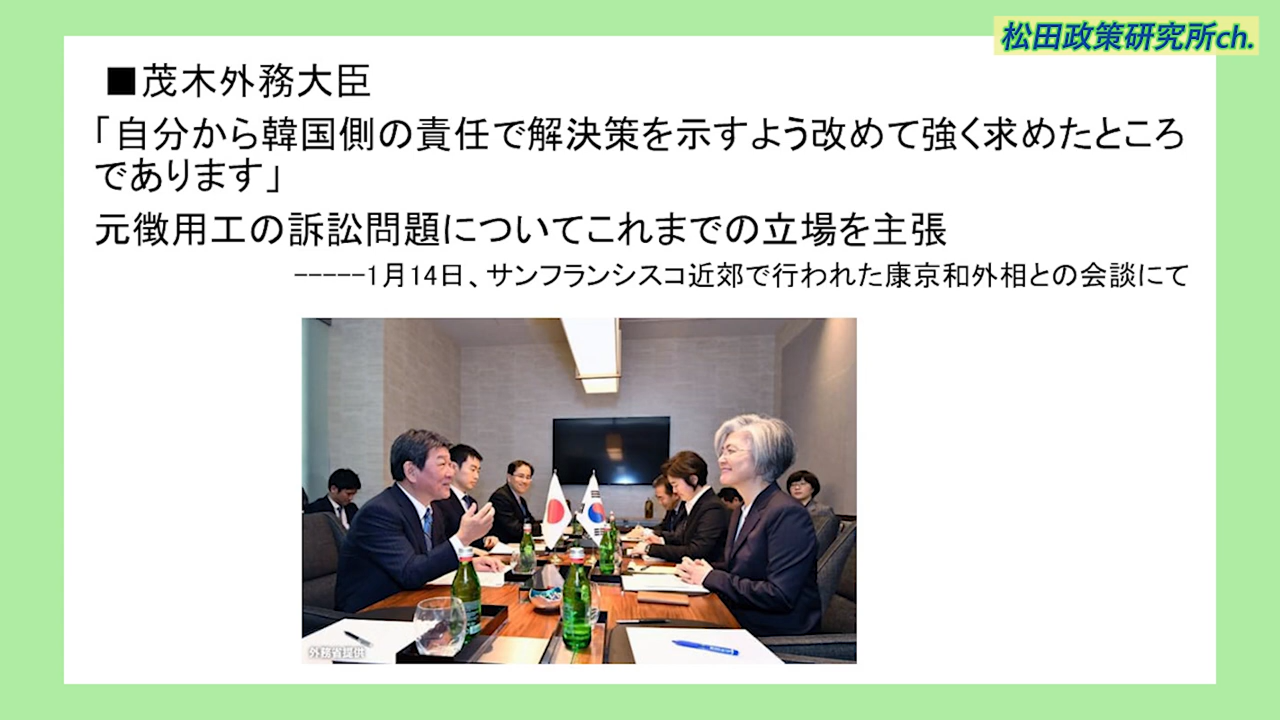 松田政策研究所ch.
■茂木外務大臣
「自分から韓国側の責任で解決策を示すよう改めて強く求めたところ
であります」
元徴用工の訴訟問題についてこれまでの立場を主張
-----1月14日、サンフランシスコ近郊で行われた康京和外相との会談にて
外務省提供